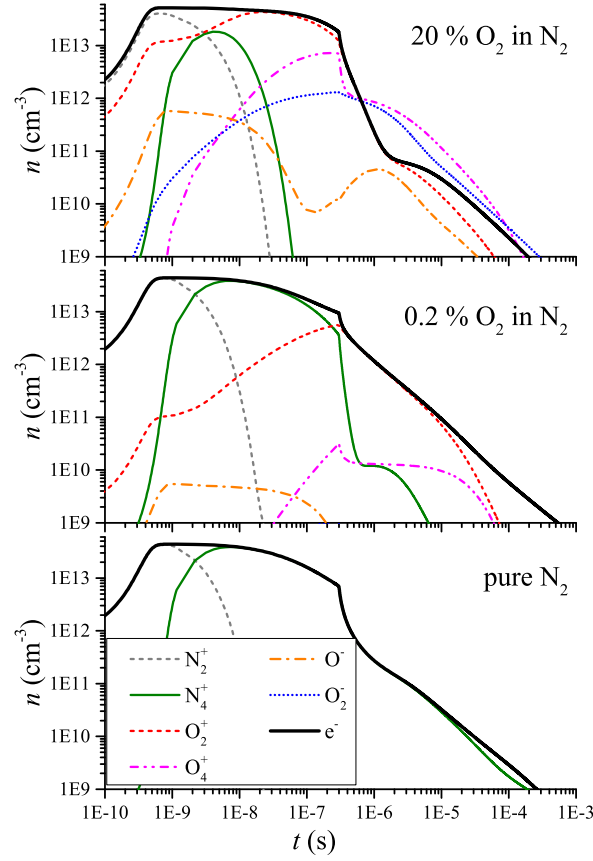 20 % O₂ in N₂
1E13
1E12
1E11
1E10
1E9
n (cm⁻³)
0.2 % O₂ in N₂
1E13
1E12
1E11
1E10
1E9
n (cm⁻³)
pure N₂
1E13
1E12
1E11
1E10
1E9
n (cm⁻³)
N₂⁺ O⁻
N₄⁺ O₂⁻
O₂⁺ e⁻
O₄⁺
1E-10 1E-9 1E-8 1E-7 1E-6 1E-5 1E-4 1E-3
t (s)